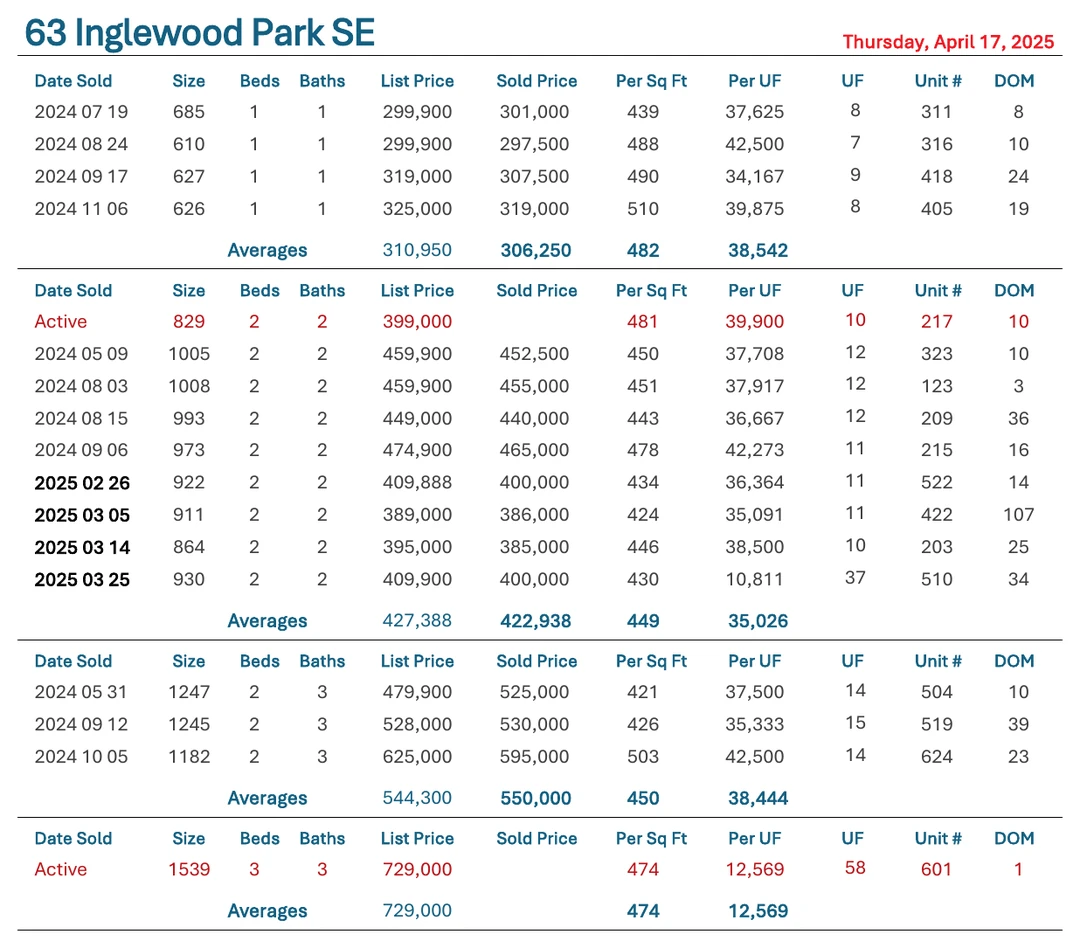 63 Inglewood Park SE
Thursday, April 17, 2025
Date Sold Size Beds Baths List Price Sold Price Per Sq Ft Per UF UF Unit # DOM
2024 07 19 685 1 1 299,900 301,000 439 37,625 8 311 8
2024 08 24 610 1 1 299,900 297,500 488 42,500 7 316 10
2024 09 17 627 1 1 319,000 307,500 490 34,167 9 418 24
2024 11 06 626 1 1 325,000 319,000 510 39,875 8 405 19
Averages 310,950 306,250 482 38,542
Date Sold Size Beds Baths List Price Sold Price Per Sq Ft Per UF UF Unit # DOM
Active 829 2 2 399,000 481 39,900 10 217 10
2024 05 09 1005 2 2 459,900 452,500 450 37,708 12 323 10
2024 08 03 1008 2 2 459,900 455,000 451 37,917 12 123 3
2024 08 15 993 2 2 449,000 440,000 443 36,667 12 209 36
2024 09 06 973 2 2 474,900 465,000 478 42,273 11 215 16
2025 02 26 922 2 2 409,888 400,000 434 36,364 11 522 14
2025 03 05 911 2 2 389,000 386,000 424 35,091 11 422 107
2025 03 14 864 2 2 395,000 385,000 446 38,500 10 203 25
2025 03 25 930 2 2 409,900 400,000 430 10,811 37 510 34
Averages 427,388 422,938 449 35,026
Date Sold Size Beds Baths List Price Sold Price Per Sq Ft Per UF UF Unit # DOM
2024 05 31 1247 2 3 479,900 525,000 421 37,500 14 504 10
2024 09 12 1245 2 3 528,000 530,000 426 35,333 15 519 39
2024 10 05 1182 2 3 625,000 595,000 503 42,500 14 624 23
Averages 544,300 550,000 450 38,444
Date Sold Size Beds Baths List Price Sold Price Per Sq Ft Per UF UF Unit # DOM
Active 1539 3 3 729,000 474 12,569 58 601 1
Averages 729,000 474 12,569